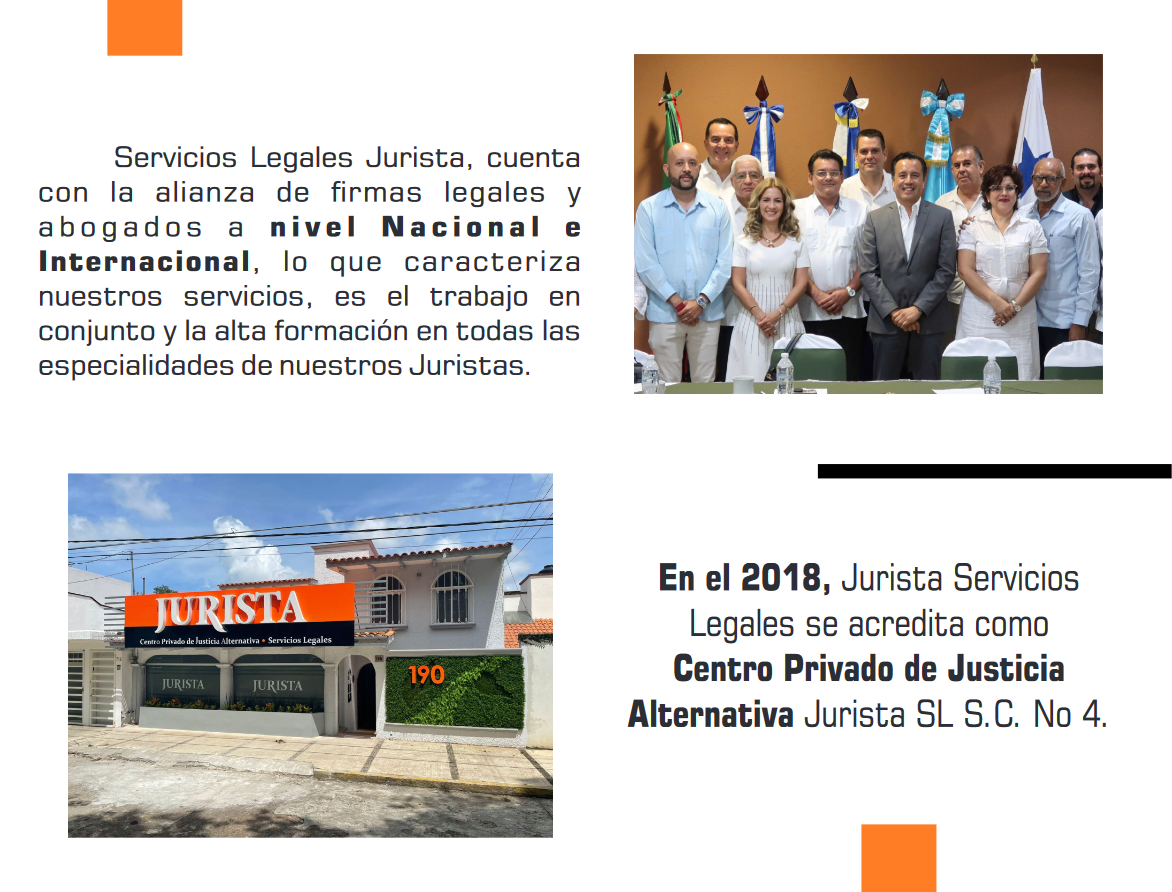 Servicios Legales Jurista, cuenta
con la alianza de firmas legales y
abogados a nivel Nacional e
Internacional, lo que caracteriza
nuestros servicios, es el trabajo en
conjunto y la alta formación en todas las
especialidades de nuestros Juristas.
JURISTA
Centro Privado de Justicia Alternativa • Servicios Legales
JURISTA
JURISTA
190
En el 2018, Jurista Servicios
Legales se acredita como
Centro Privado de Justicia
Alternativa Jurista SL S.C. No 4.